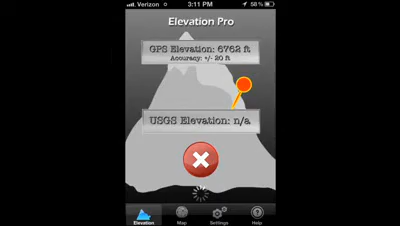 Verizon 3:11 PM 58%
Elevation Pro
GPS Elevation: 6762 ft
Accuracy: +/- 20 ft
USGS Elevation: n/a
Elevation Map Settings Help